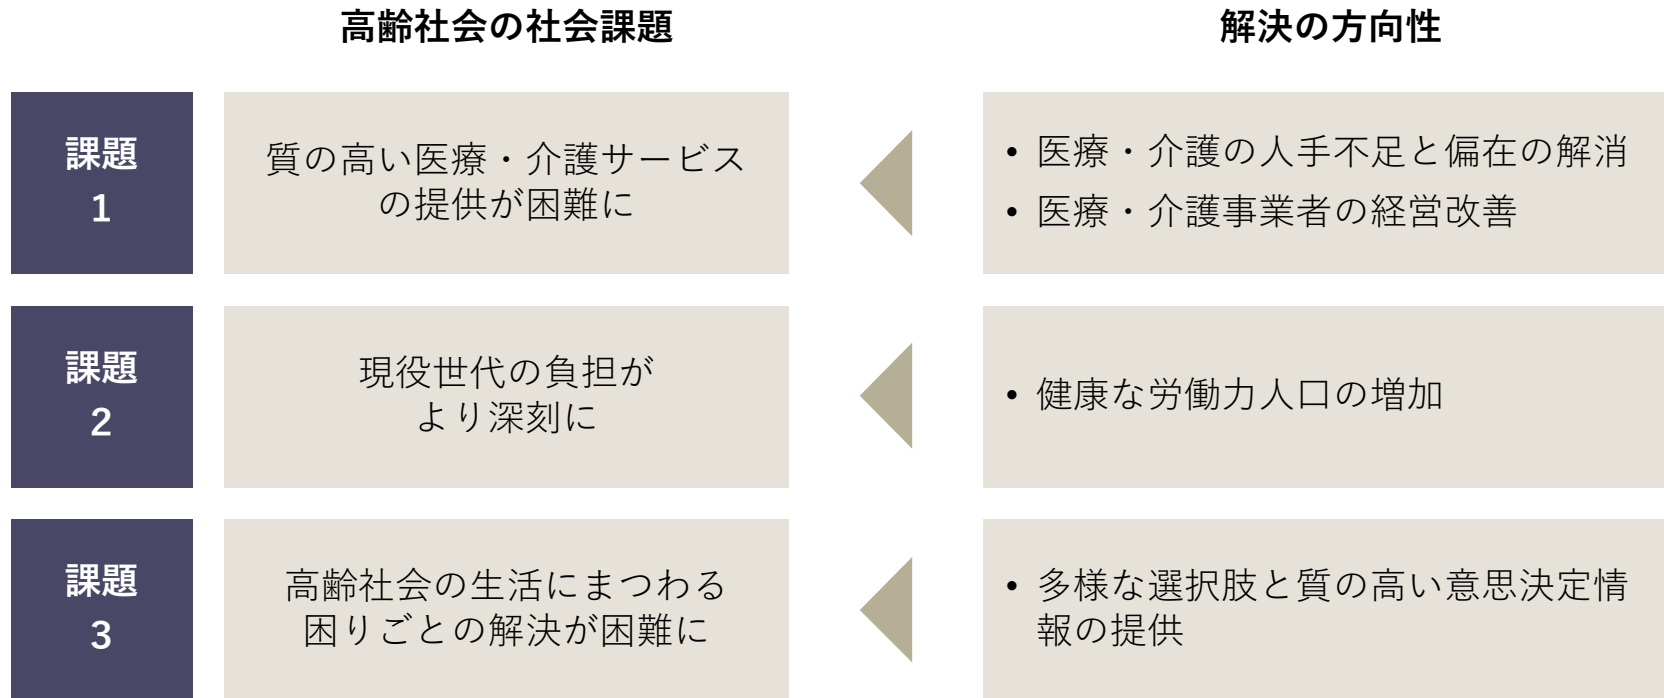 高齢社会の社会課題
解決の方向性
課題
1
質の高い医療・介護サービス
の提供が困難に
• 医療・介護の人手不足と偏在の解消
• 医療・介護事業者の経営改善
課題
2
現役世代の負担が
より深刻に
• 健康な労働力人口の増加
課題
3
高齢社会の生活にまつわる
困りごとの解決が困難に
• 多様な選択肢と質の高い意思決定情
報の提供